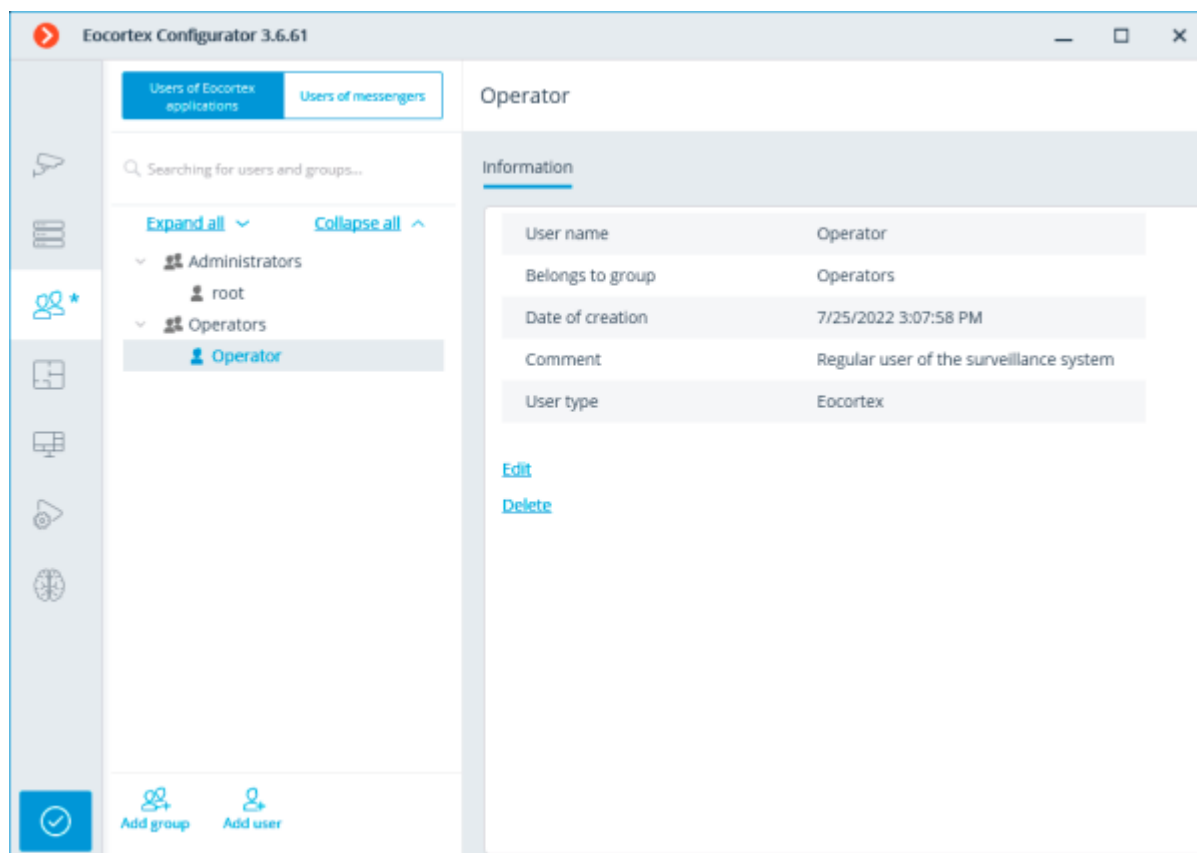 Eocortex Configurator 3.6.61
Users of Eocortex
applications
Users of messengers
Searching for users and groups...
Expand all
Collapse all
Administrators
root
Operators
Operator
Add group
Add user
Operator
Information
User name Operator
Belongs to group Operators
Date of creation 7/25/2022 3:07:58 PM
Comment Regular user of the surveillance system
User type Eocortex
Edit
Delete